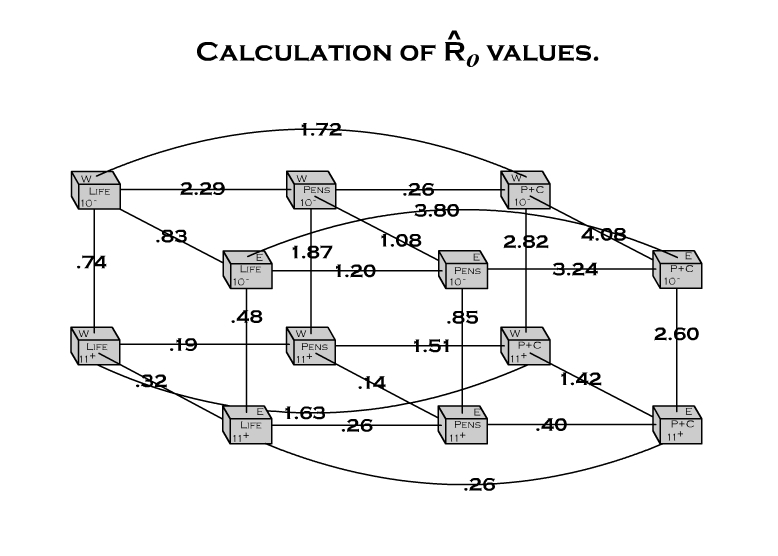 CALCULATION OF R̂₀ VALUES.
1.72
W
LIFE
10⁻
2.29
W
PENS
10⁻
.26
W
P+C
10⁻
3.80
.83
1.08
4.08
.74
1.87
2.82
E
LIFE
10⁻
1.20
E
PENS
10⁻
3.24
E
P+C
10⁻
.48
.85
2.60
W
LIFE
11⁺
.19
W
PENS
11⁺
1.51
W
P+C
11⁺
.32
.14
1.42
1.63
E
LIFE
11⁺
.26
E
PENS
11⁺
.40
E
P+C
11⁺
.26